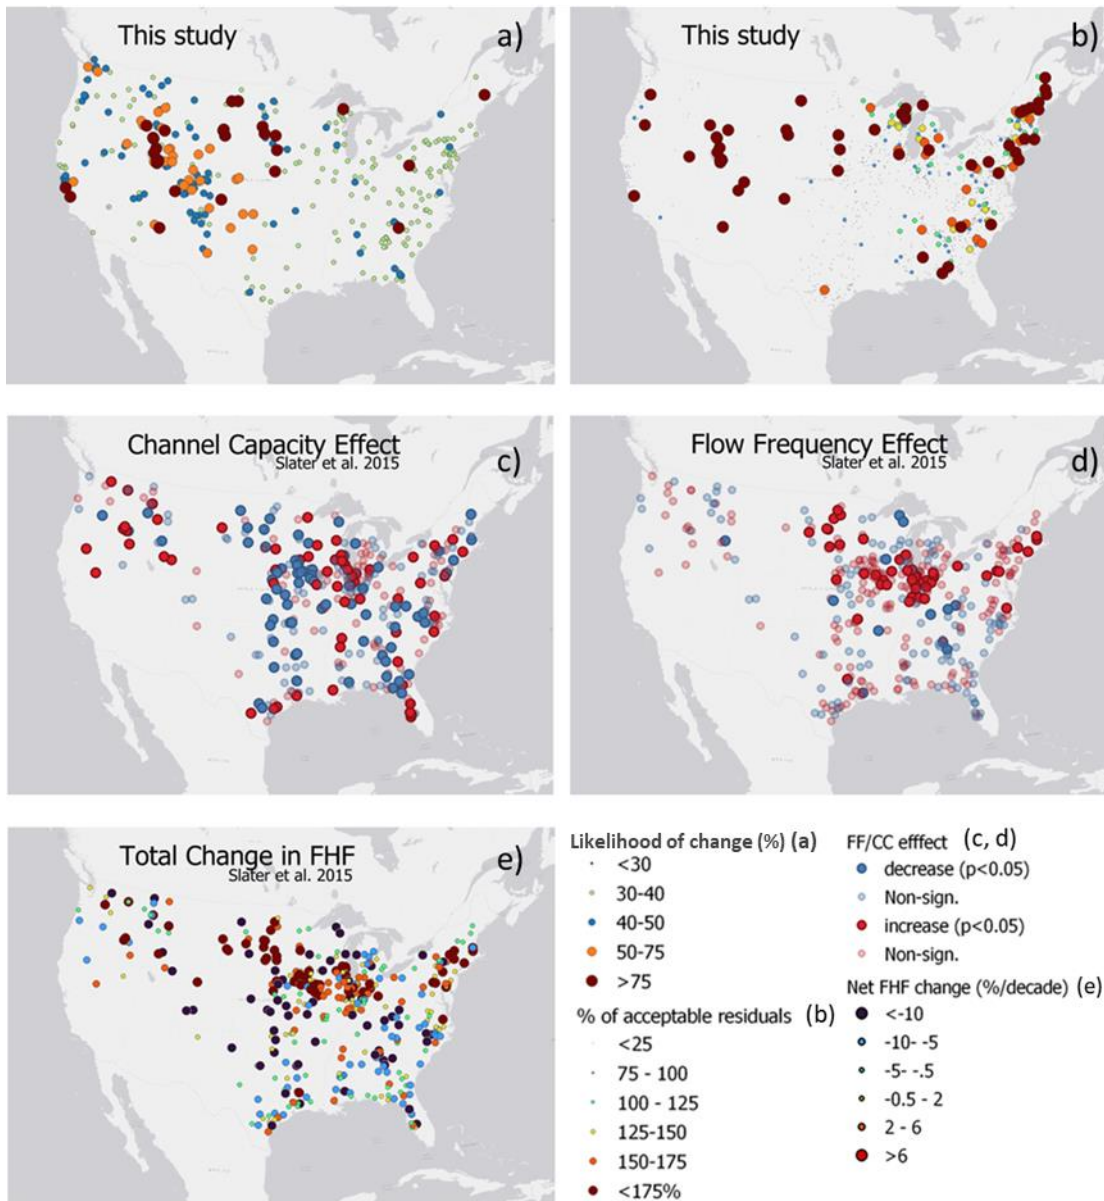 This study
a)
This study
b)
Channel Capacity Effect
Slater et al. 2015
c)
Flow Frequency Effect
Slater et al. 2015
d)
Total Change in FHF
Slater et al. 2015
e)
Likelihood of change (%) (a)
<30
30-40
40-50
50-75
>75
% of acceptable residuals (b)
<25
75 - 100
100 - 125
125-150
150-175
<175%
FF/CC efffect (c, d)
decrease (p<0.05)
Non-sign.
increase (p<0.05)
Non-sign.
Net FHF change (%/decade) (e)
<-10
-10- -5
-5- -.5
-0.5 - 2
2 - 6
>6